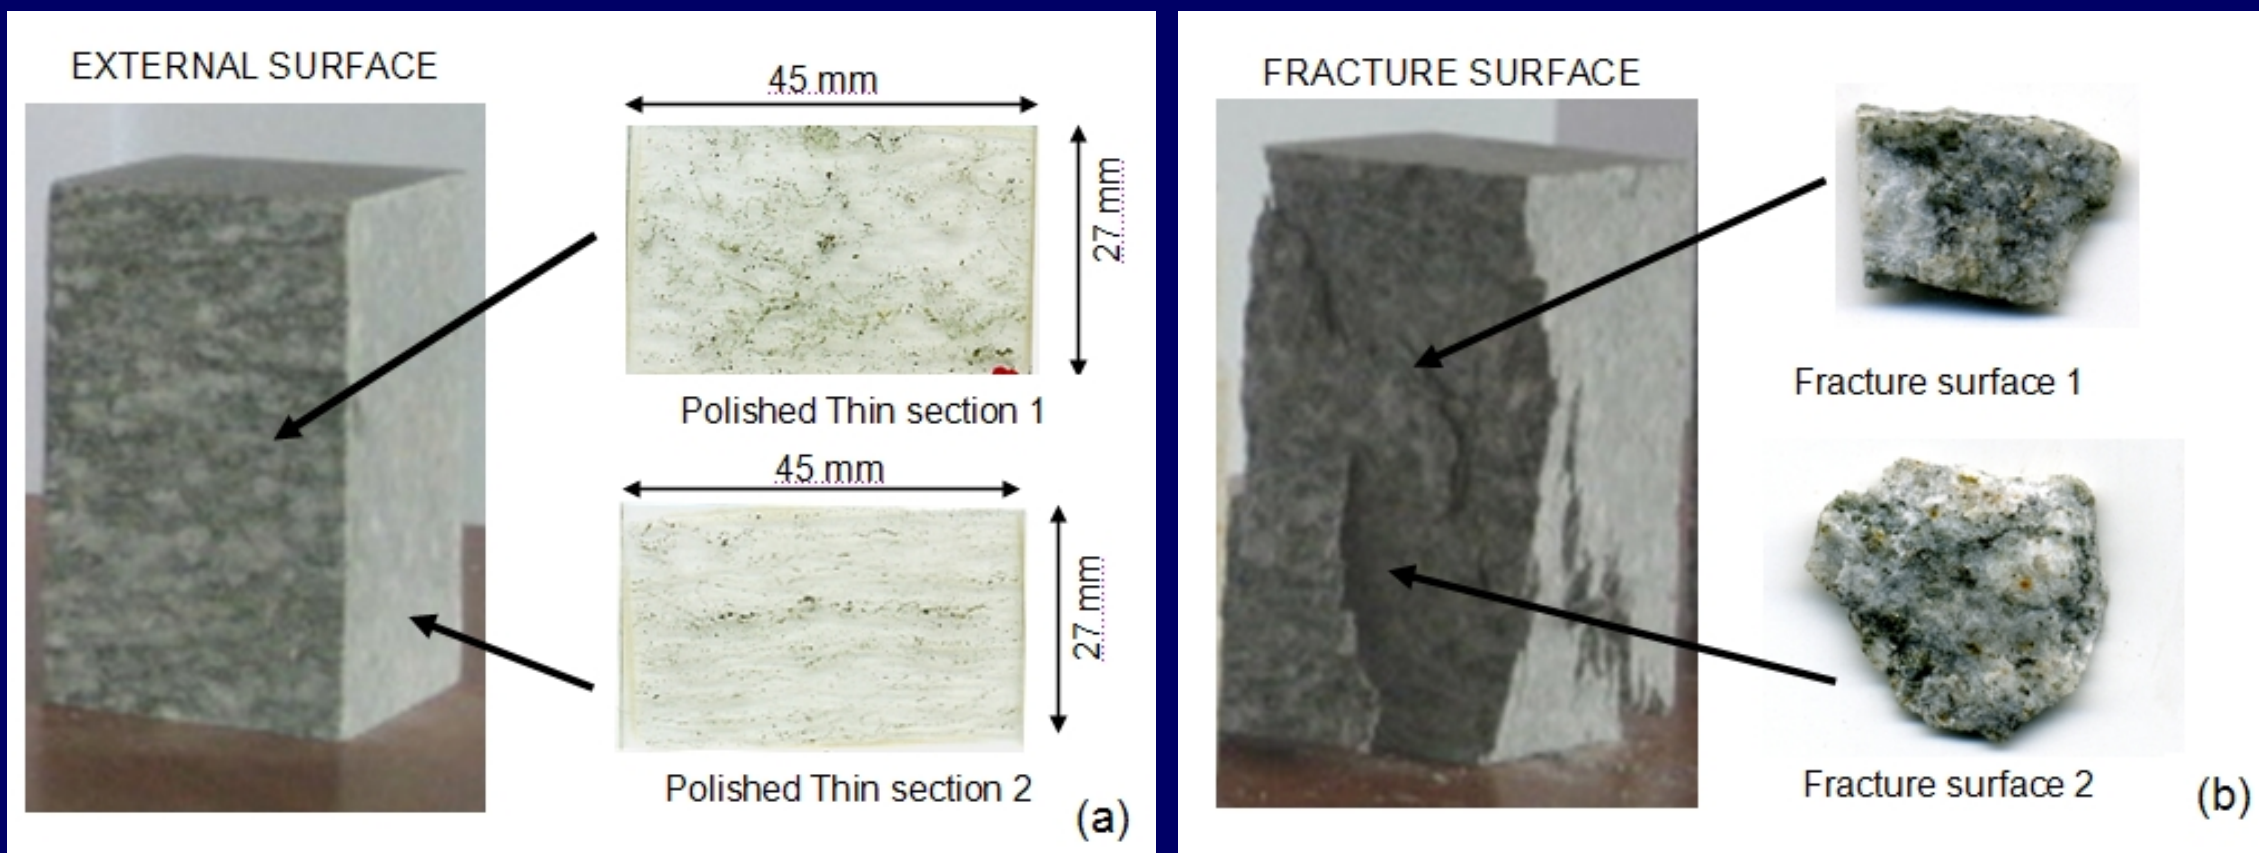 EXTERNAL SURFACE
45 mm
27 mm
Polished Thin section 1
45 mm
27 mm
Polished Thin section 2
(a)
FRACTURE SURFACE
Fracture surface 1
Fracture surface 2
(b)